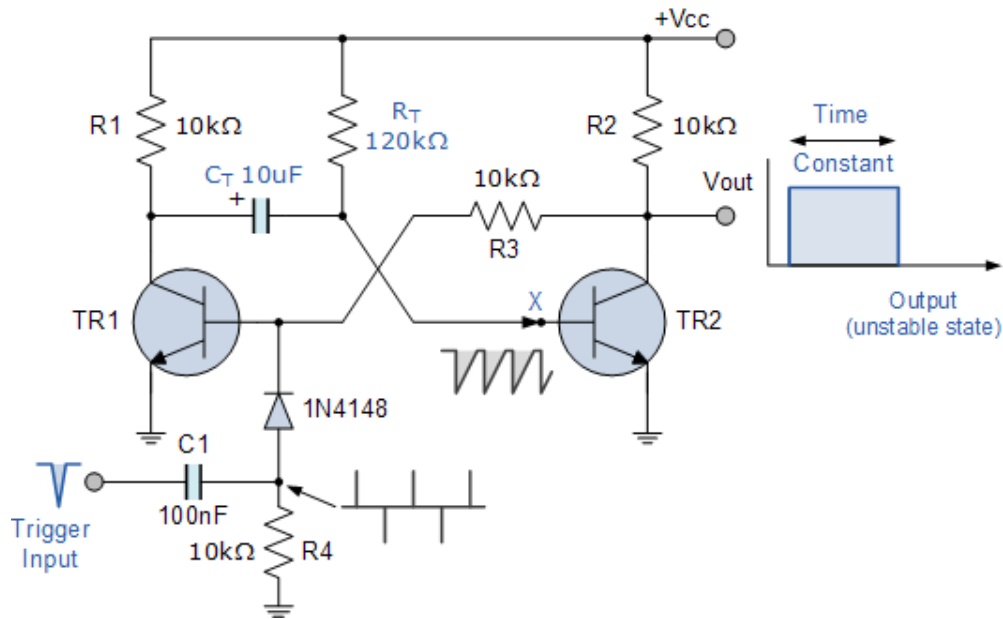 +Vcc
R1
10kΩ
RT
120kΩ
R2
10kΩ
Time
Constant
CT 10uF
+
10kΩ
R3
Vout
TR1
X
TR2
Output
(unstable state)
1N4148
C1
100nF
Trigger
Input
10kΩ
R4